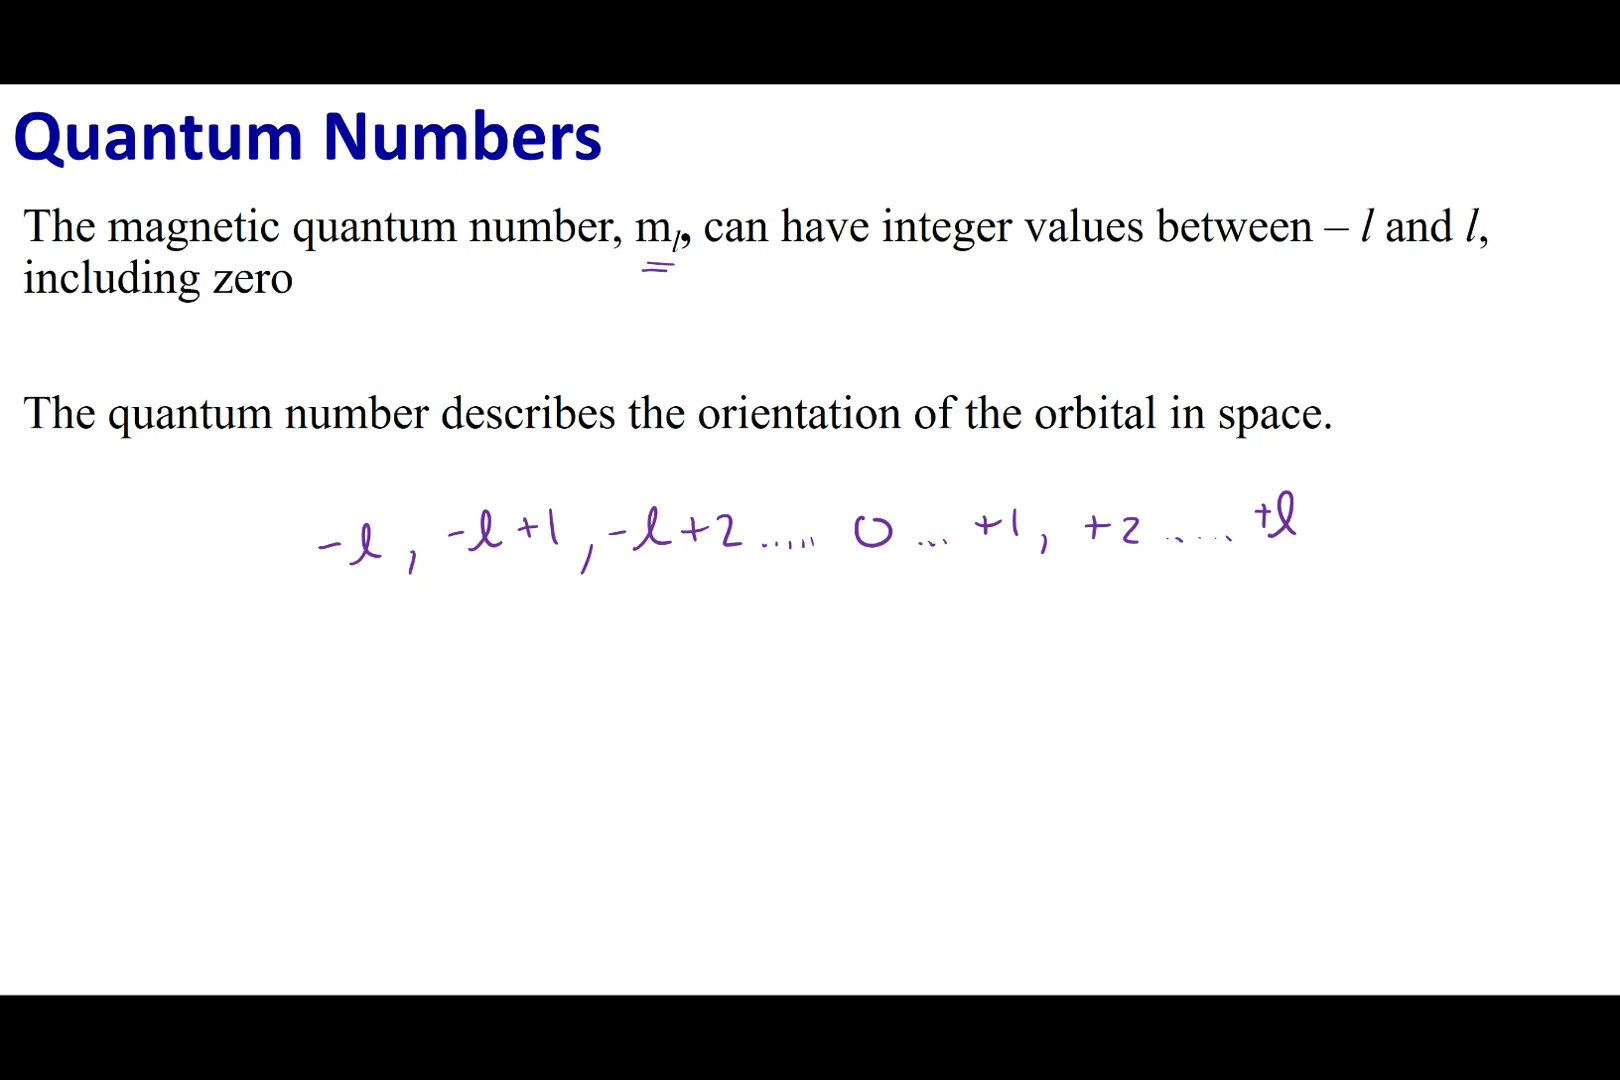 Quantum Numbers
The magnetic quantum number, mₗ, can have integer values between – l and l,
including zero
The quantum number describes the orientation of the orbital in space.
-l, -l+1, -l+2 ..... 0 ... +1, +2 ..... +l